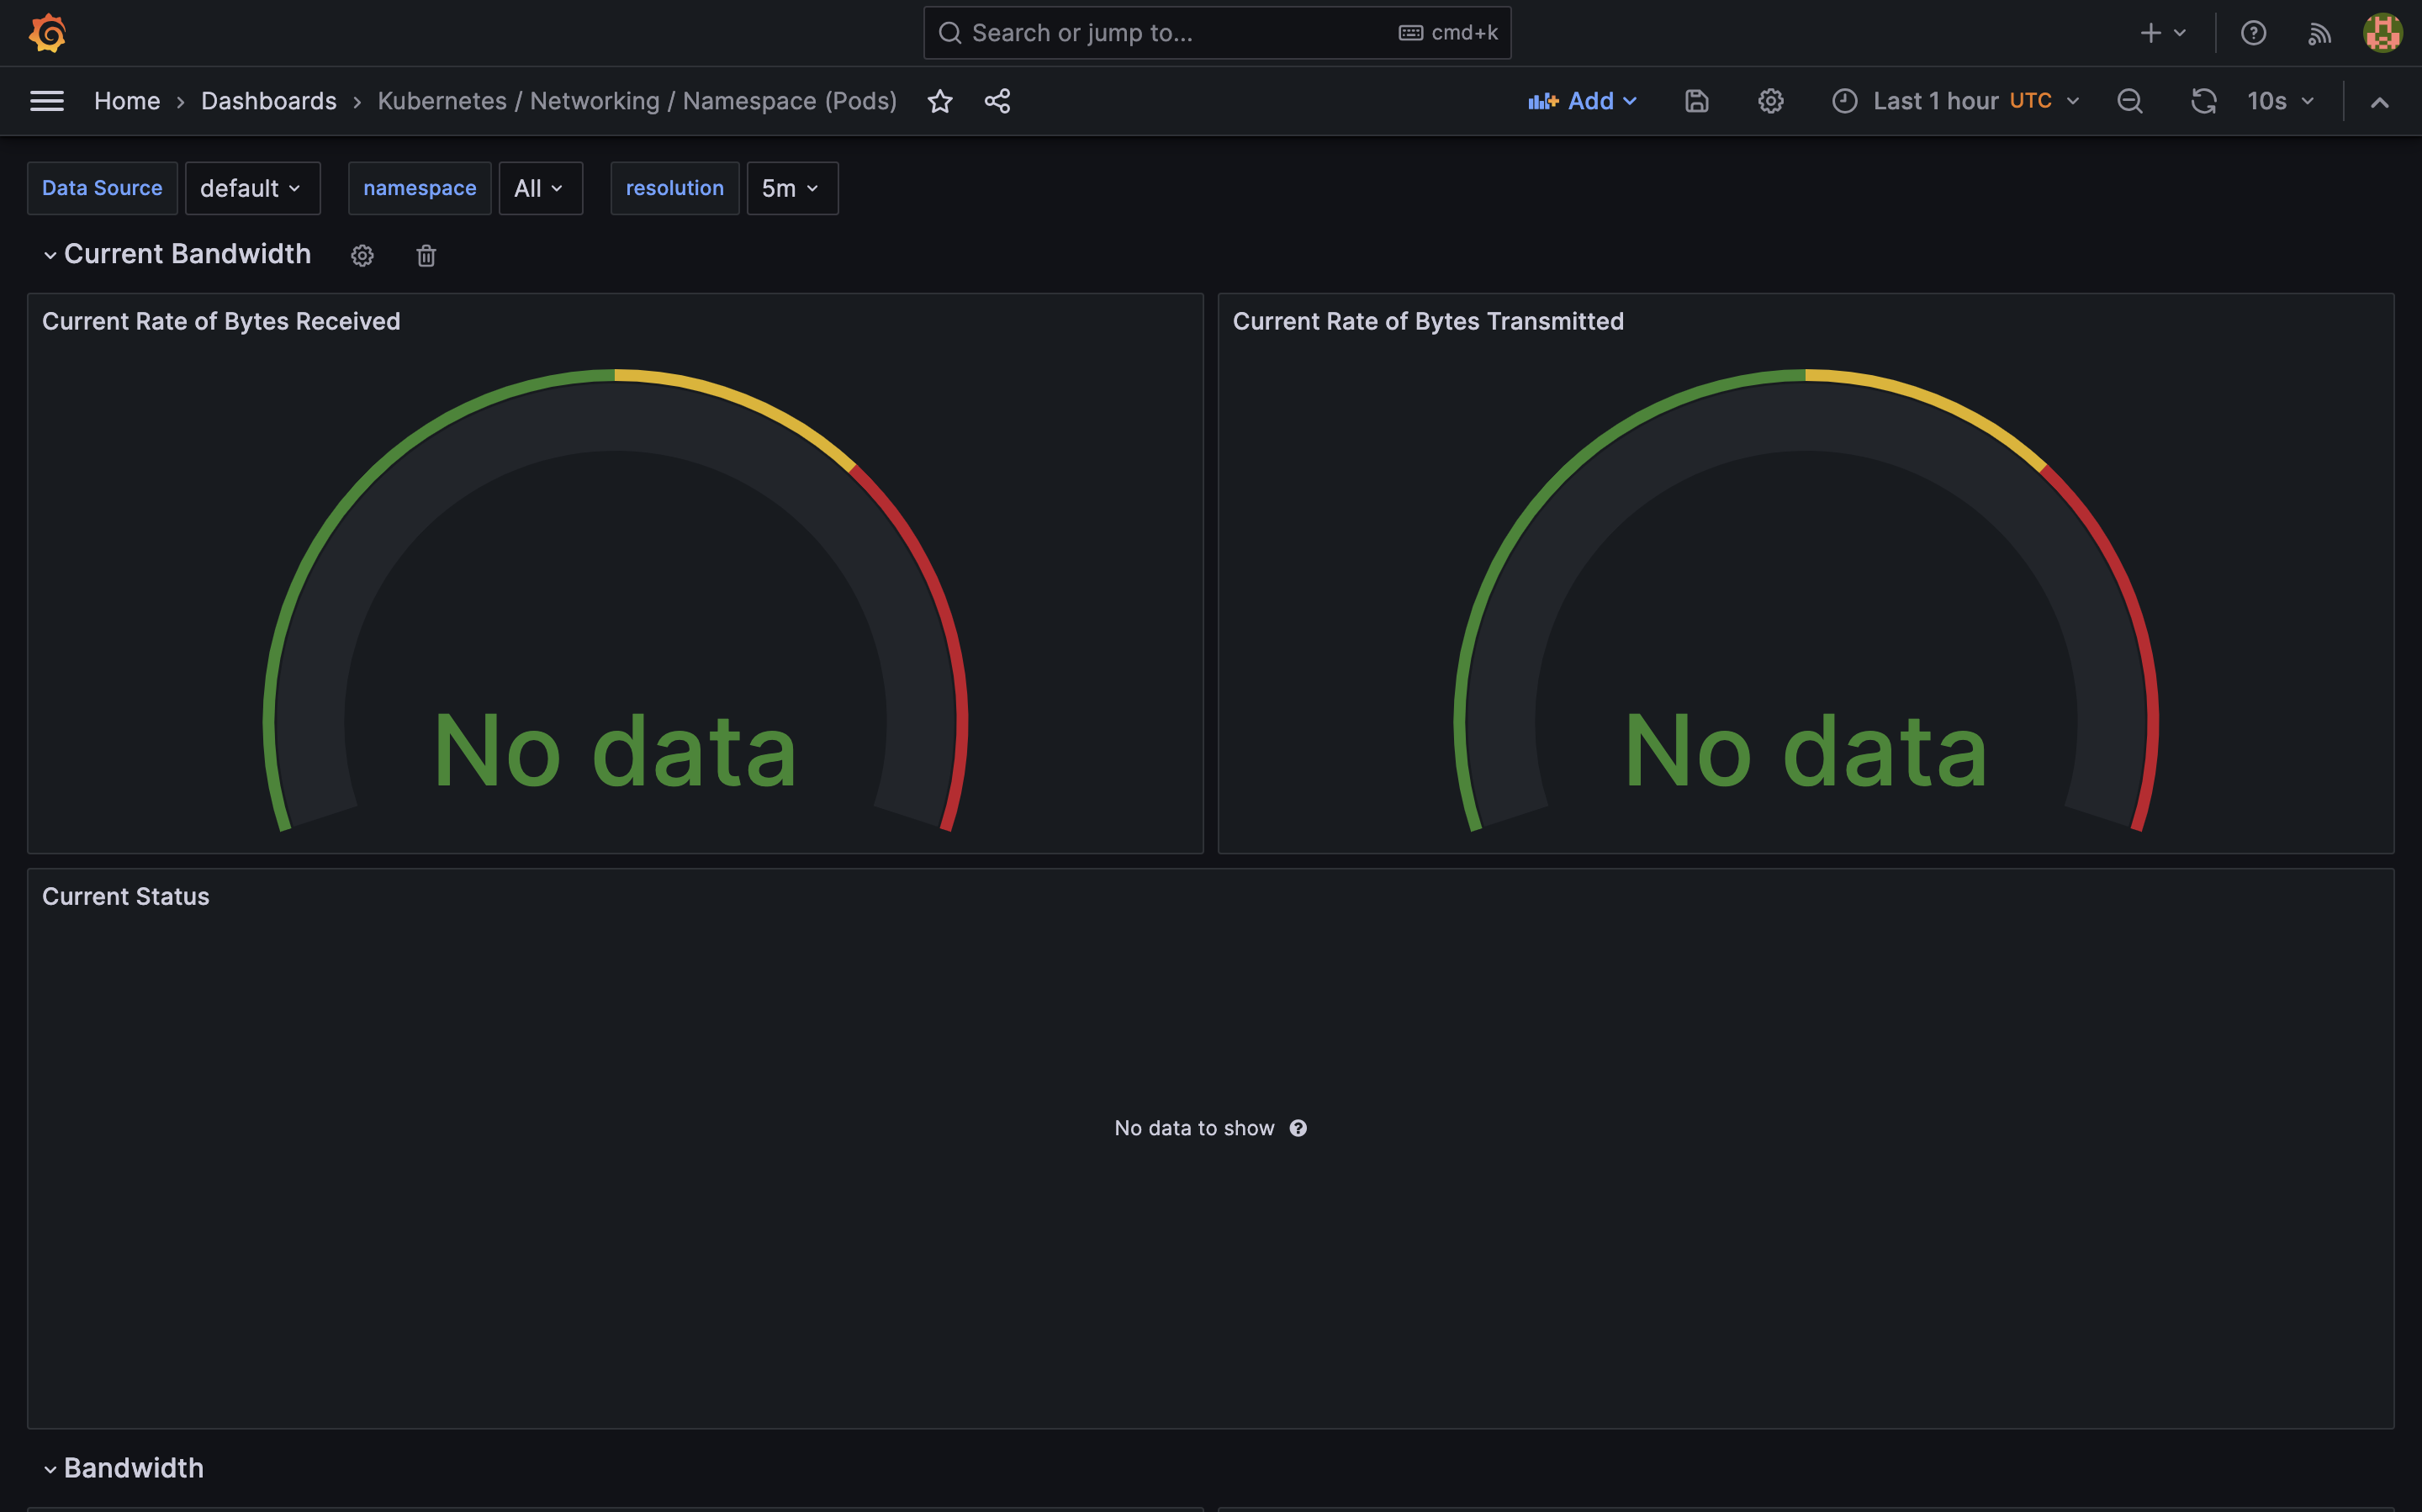 Search or jump to... cmd+k
Home › Dashboards › Kubernetes / Networking / Namespace (Pods) Add Last 1 hour UTC 10s
Data Source default namespace All resolution 5m
Current Bandwidth
Current Rate of Bytes Received
No data
Current Rate of Bytes Transmitted
No data
Current Status
No data to show
Bandwidth